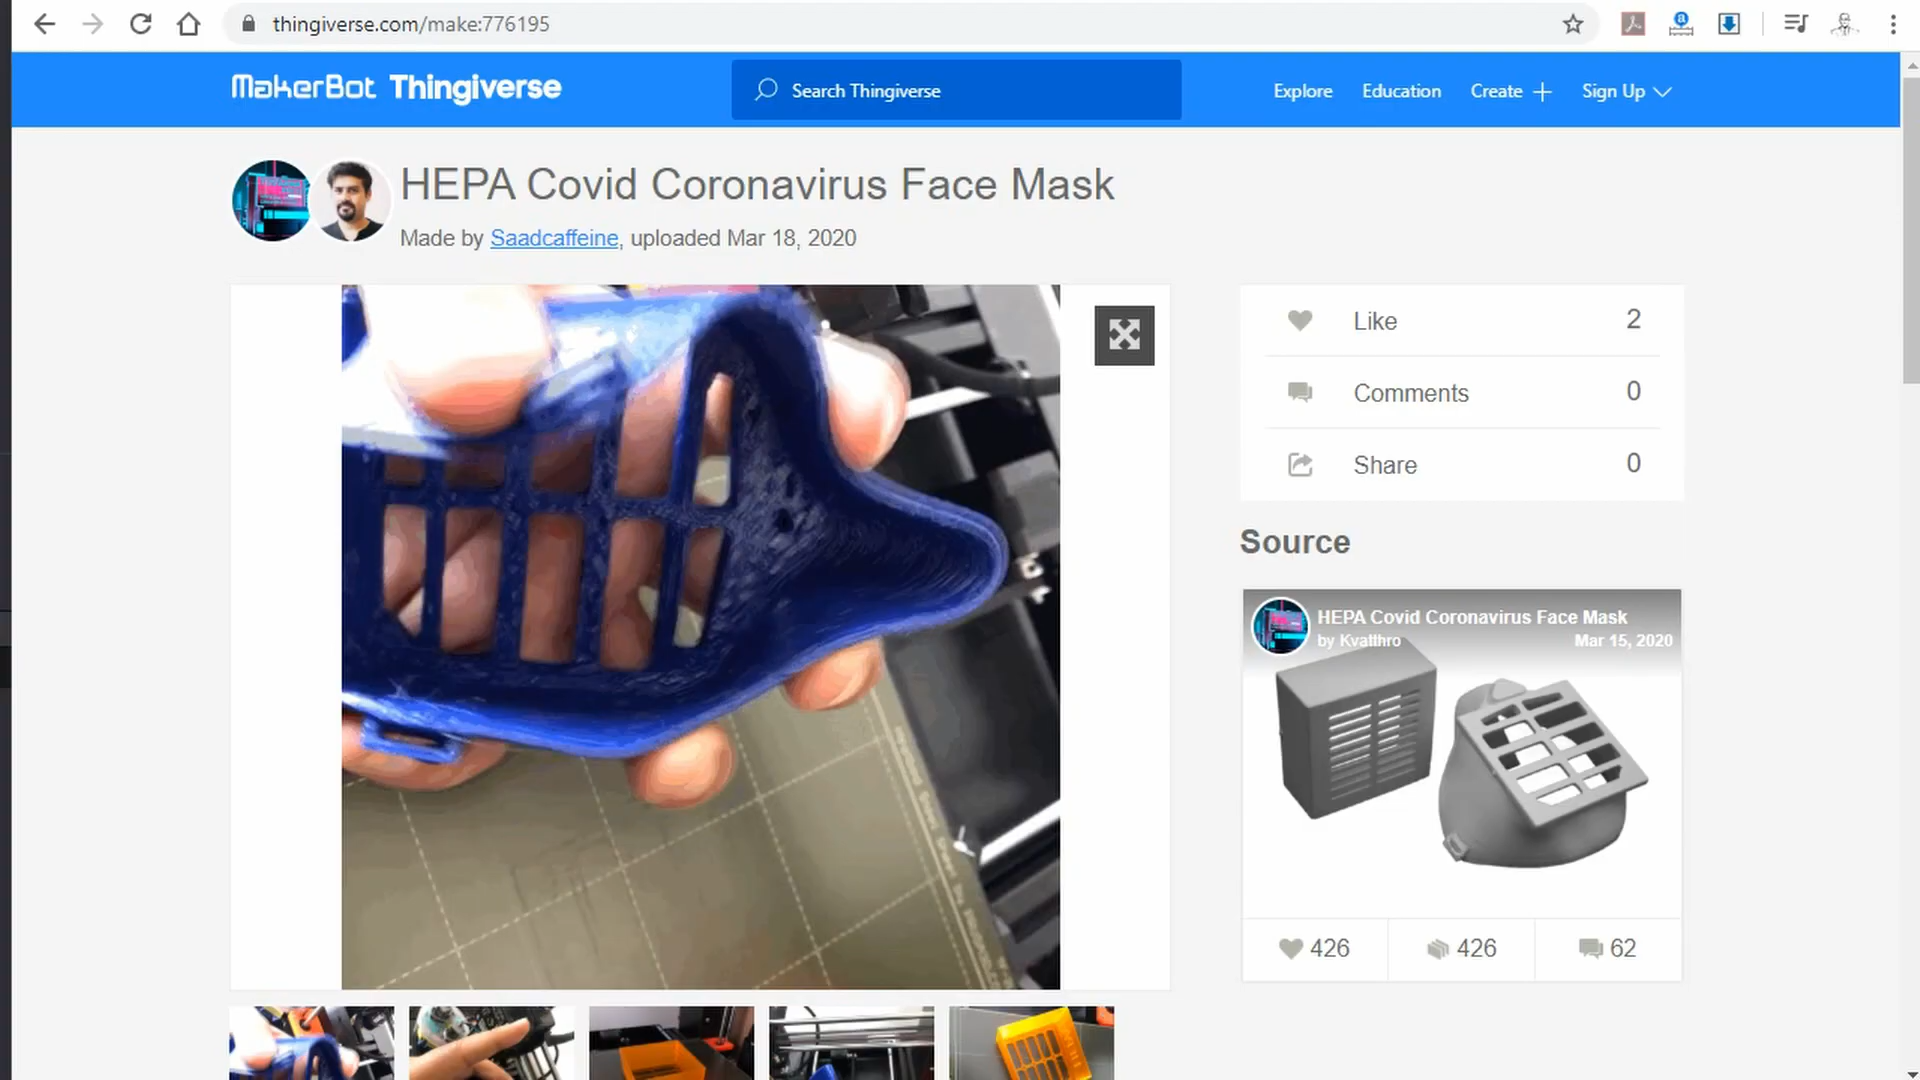 thingiverse.com/make:776195
MakerBot Thingiverse
Search Thingiverse
Explore
Education
Create
Sign Up
HEPA Covid Coronavirus Face Mask
Made by Saadcaffeine, uploaded Mar 18, 2020
Like 2
Comments 0
Share 0
Source
HEPA Covid Coronavirus Face Mask
by Kvatthro Mar 15, 2020
426 426 62